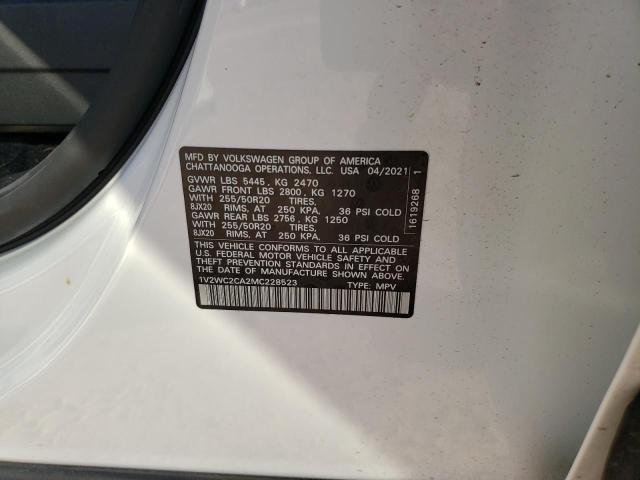 MFD BY VOLKSWAGEN GROUP OF AMERICA
CHATTANOOGA OPERATIONS, LLC. USA 04/2021
GVWR LBS 5445, KG 2470
GAWR FRONT LBS 2800, KG 1270
WITH 255/50R20 TIRES,
8JX20 RIMS, AT 250 KPA, 36 PSI COLD
GAWR REAR LBS 2756, KG 1250
WITH 255/50R20 TIRES,
8JX20 RIMS, AT 250 KPA, 36 PSI COLD
THIS VEHICLE CONFORMS TO ALL APPLICABLE
U.S. FEDERAL MOTOR VEHICLE SAFETY AND
THEFT PREVENTION STANDARDS IN EFFECT ON
THE DATE OF MANUFACTURE SHOWN ABOVE.
1V2WC2CA2MC228523 TYPE: MPV
1619268 1